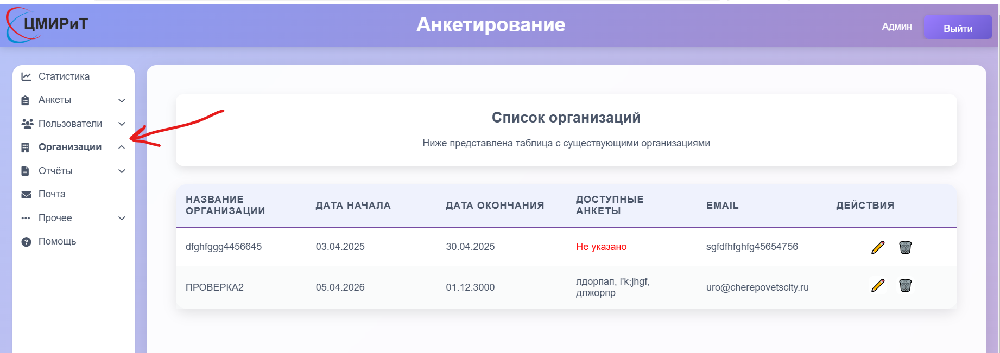 ЦМИРиТ
Анкетирование
Админ
Выйти
Статистика
Анкеты
Пользователи
Организации
Отчёты
Почта
Прочее
Помощь
Список организаций
Ниже представлена таблица с существующими организациями
НАЗВАНИЕ ОРГАНИЗАЦИИ ДАТА НАЧАЛА ДАТА ОКОНЧАНИЯ ДОСТУПНЫЕ АНКЕТЫ EMAIL ДЕЙСТВИЯ
dfghfggg4456645 03.04.2025 30.04.2025 Не указано sgfdfhfghfg45654756
ПРОВЕРКА2 05.04.2026 01.12.3000 лдорпап, l'k;jhgf, длжорпр uro@cherepovetscity.ru